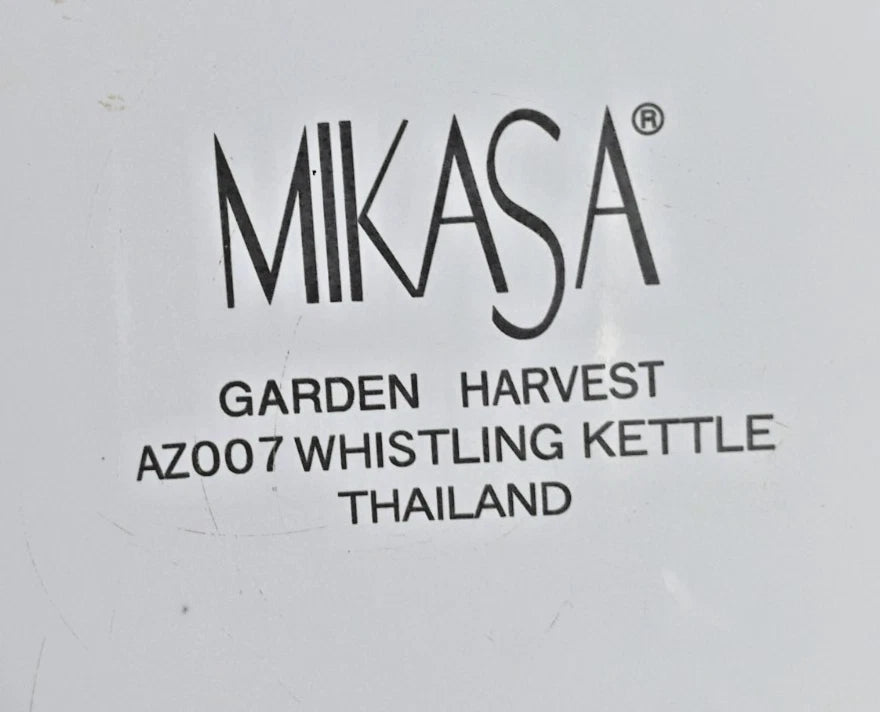 MIKASA®
GARDEN HARVEST
AZ007 WHISTLING KETTLE
THAILAND